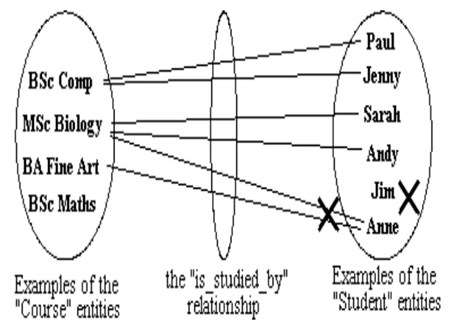 BSc Comp
MSc Biology
BA Fine Art
BSc Maths
Paul
Jenny
Sarah
Andy
Jim
Anne
Examples of the
"Course" entities
the "is_studied_by"
relationship
Examples of the
"Student" entities